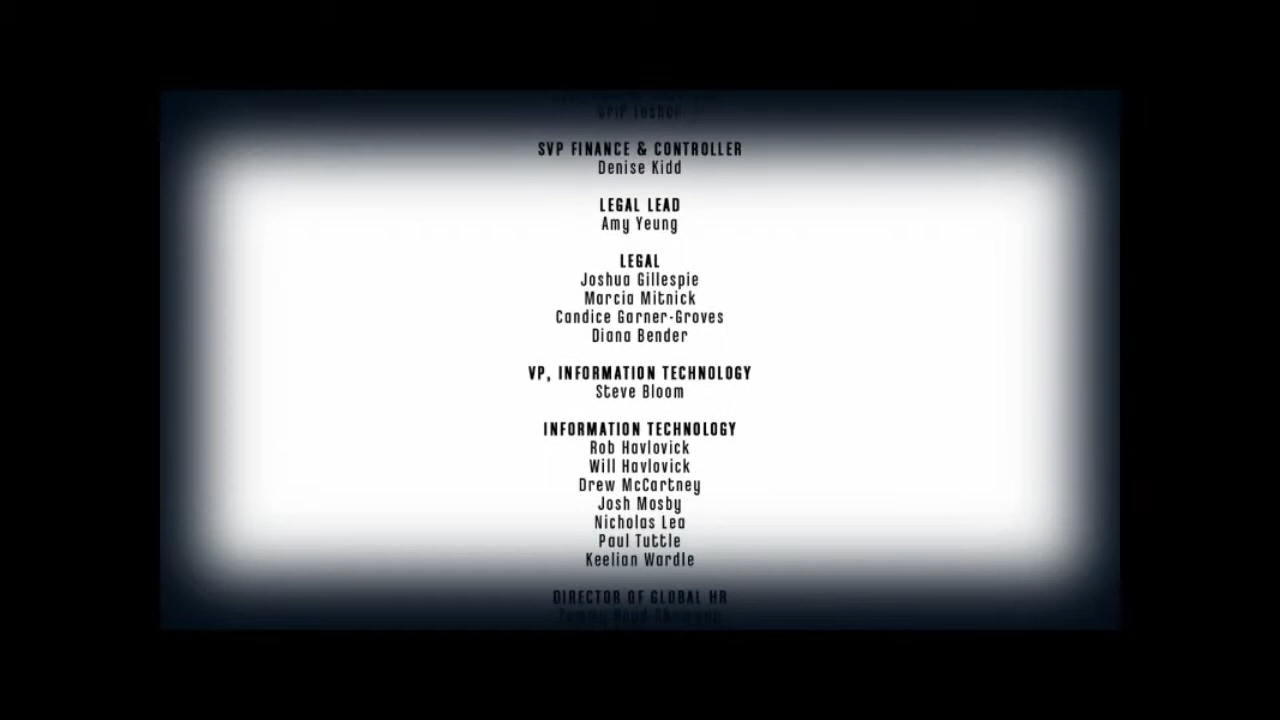 SVP FINANCE & CONTROLLER
Denise Kidd
LEGAL LEAD
Amy Yeung
LEGAL
Joshua Gillespie
Marcia Mitnick
Candice Garner-Groves
Diana Bender
VP, INFORMATION TECHNOLOGY
Steve Bloom
INFORMATION TECHNOLOGY
Rob Havlovick
Will Havlovick
Drew McCartney
Josh Mosby
Nicholas Lea
Paul Tuttle
Keelian Wardle
DIRECTOR OF GLOBAL HR